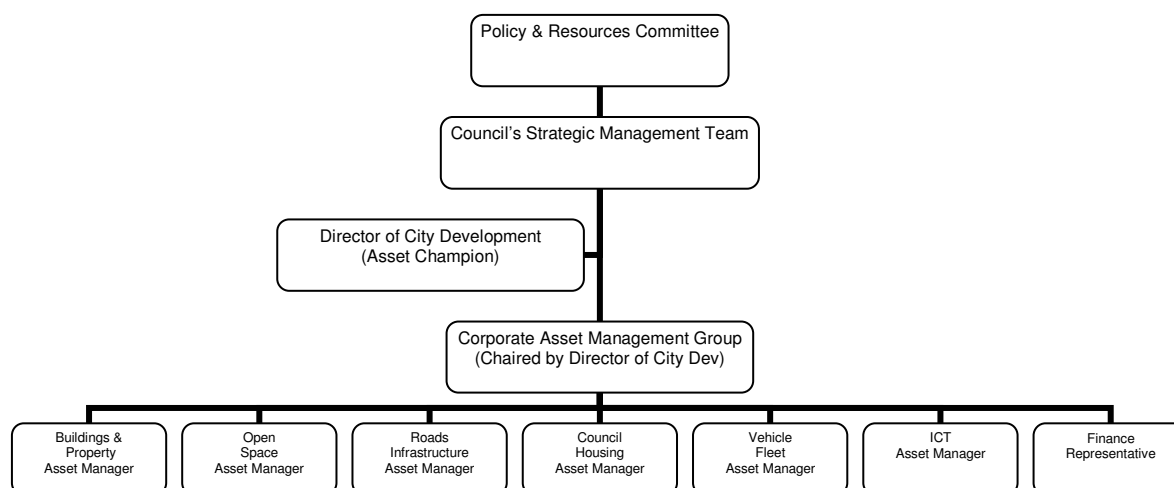 Policy & Resources Committee
Council's Strategic Management Team
Director of City Development
(Asset Champion)
Corporate Asset Management Group
(Chaired by Director of City Dev)
Buildings &
Property
Asset Manager
Open
Space
Asset Manager
Roads
Infrastructure
Asset Manager
Council
Housing
Asset Manager
Vehicle
Fleet
Asset Manager
ICT
Asset Manager
Finance
Representative